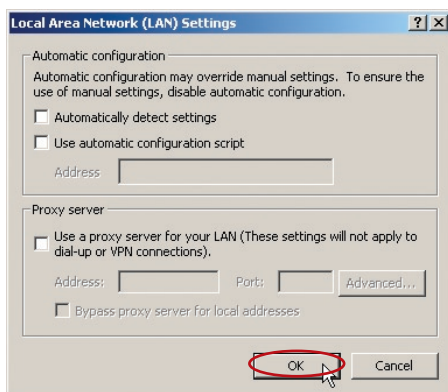 Local Area Network (LAN) Settings
Automatic configuration
Automatic configuration may override manual settings. To ensure the
use of manual settings, disable automatic configuration.
Automatically detect settings
Use automatic configuration script
Address
Proxy server
Use a proxy server for your LAN (These settings will not apply to
dial-up or VPN connections).
Address:
Port:
Advanced...
Bypass proxy server for local addresses
OK
Cancel